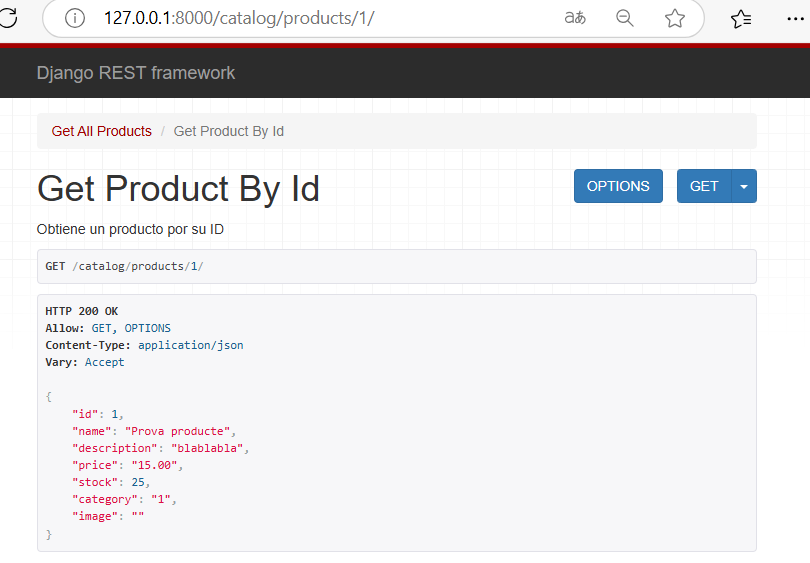 127.0.0.1:8000/catalog/products/1/
Django REST framework
Get All Products / Get Product By Id
Get Product By Id
OPTIONS
GET
Obtiene un producto por su ID
GET /catalog/products/1/
HTTP 200 OK
Allow: GET, OPTIONS
Content-Type: application/json
Vary: Accept
{
    "id": 1,
    "name": "Prova producte",
    "description": "blablabla",
    "price": "15.00",
    "stock": 25,
    "category": "1",
    "image": ""
}